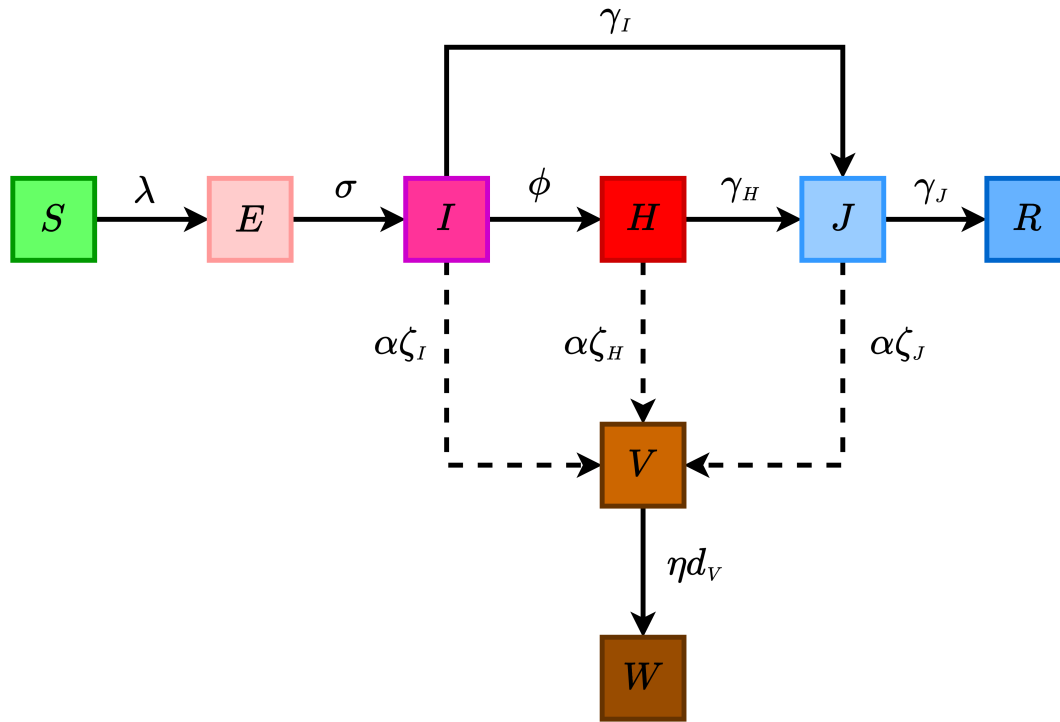 γ_I
λ σ ϕ γ_H γ_J
S E I H J R
αζ_I αζ_H αζ_J
V
ηd_V
W